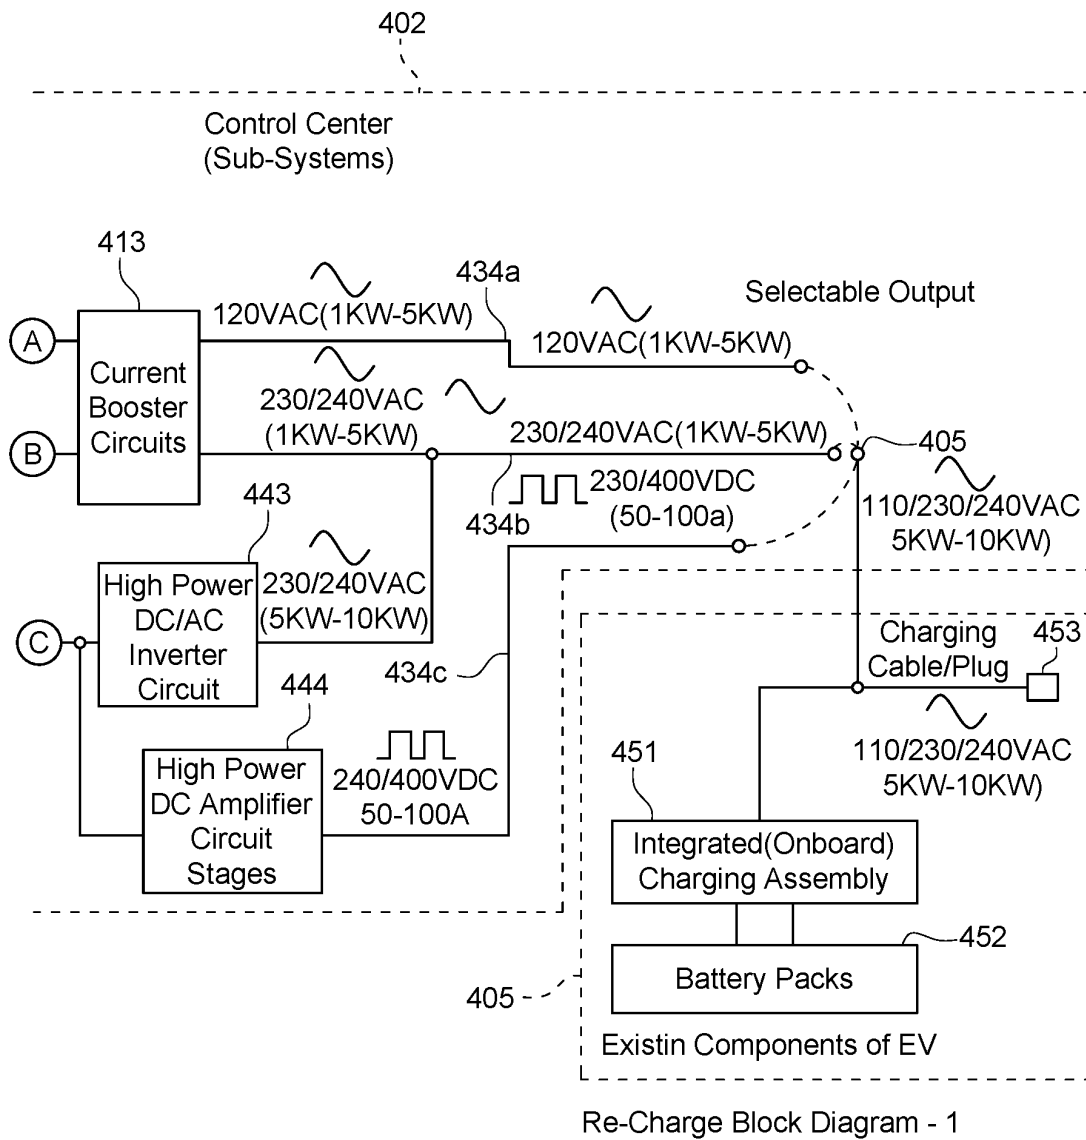 402
Control Center
(Sub-Systems)
413
434a
Selectable Output
120VAC(1KW-5KW)
120VAC(1KW-5KW)
A
Current
Booster
Circuits
230/240VAC
(1KW-5KW)
230/240VAC(1KW-5KW)
405
B
443
434b
230/400VDC
(50-100a)
110/230/240VAC
5KW-10KW)
High Power
DC/AC
Inverter
Circuit
230/240VAC
(5KW-10KW)
C
434c
Charging
Cable/Plug
453
444
High Power
DC Amplifier
Circuit
Stages
240/400VDC
50-100A
451
110/230/240VAC
5KW-10KW)
Integrated(Onboard)
Charging Assembly
452
Battery Packs
405
Existin Components of EV
Re-Charge Block Diagram - 1